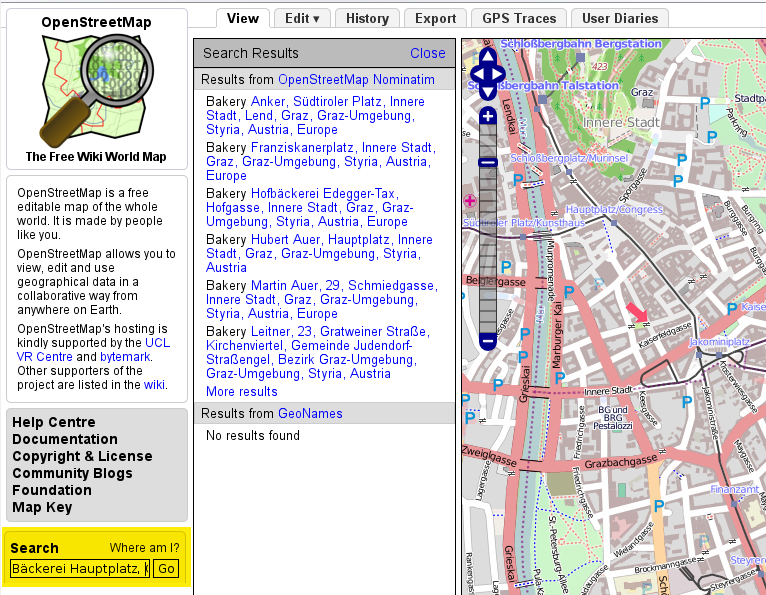 OpenStreetMap
The Free Wiki World Map
OpenStreetMap is a free
editable map of the whole
world. It is made by people
like you.
OpenStreetMap allows you to
view, edit and use
geographical data in a
collaborative way from
anywhere on Earth.
OpenStreetMap's hosting is
kindly supported by the UCL
VR Centre and bytemark.
Other supporters of the
project are listed in the wiki.
Help Centre
Documentation
Copyright & License
Community Blogs
Foundation
Map Key
Search Where am I?
Bäckerei Hauptplatz, Go
View Edit ▾ History Export GPS Traces User Diaries
Search Results Close
Results from OpenStreetMap Nominatim
Bakery Anker, Südtiroler Platz, Innere
Stadt, Lend, Graz, Graz-Umgebung,
Styria, Austria, Europe
Bakery Franziskanerplatz, Innere Stadt,
Graz, Graz-Umgebung, Styria, Austria,
Europe
Bakery Hofbäckerei Edegger-Tax,
Hofgasse, Innere Stadt, Graz, Graz-
Umgebung, Styria, Austria, Europe
Bakery Hubert Auer, Hauptplatz, Innere
Stadt, Graz, Graz-Umgebung, Styria,
Austria
Bakery Martin Auer, 29, Schmiedgasse,
Innere Stadt, Graz, Graz-Umgebung,
Styria, Austria, Europe
Bakery Leitner, 23, Gratweiner Straße,
Kirchenviertel, Gemeinde Judendorf-
Straßengel, Bezirk Graz-Umgebung,
Graz-Umgebung, Styria, Austria
More results
Results from GeoNames
No results found
Schloßbergbahn Bergstation
423
Schloßbergbahn Talstation
Graz
Stadtpa
Lendkai
Innere Stadt
Parkring
Schloßbergplatz/Murinsel
Sporgasse
Hauptplatz/Congress
Burggasse
Burgring
Südtiroler Platz/Kunsthaus
Murpromenade
Belgiergasse
Marburger Kai
Kaiserfeldgasse
Kaise
Jakominiplatz
Grieskai
Innere Stadt
Klosterwiesgasse
BG und
BRG
Pestalozzi
Friedrichgasse
Jakoministraße
Zweiglgasse
Grazbachgasse
Maygasse
Lagergasse
Friedrichgasse
Finanzamt
St.-Petersburg-Allee
Wielandgasse
Grieskai
Brockmanngasse
Steyrergasse